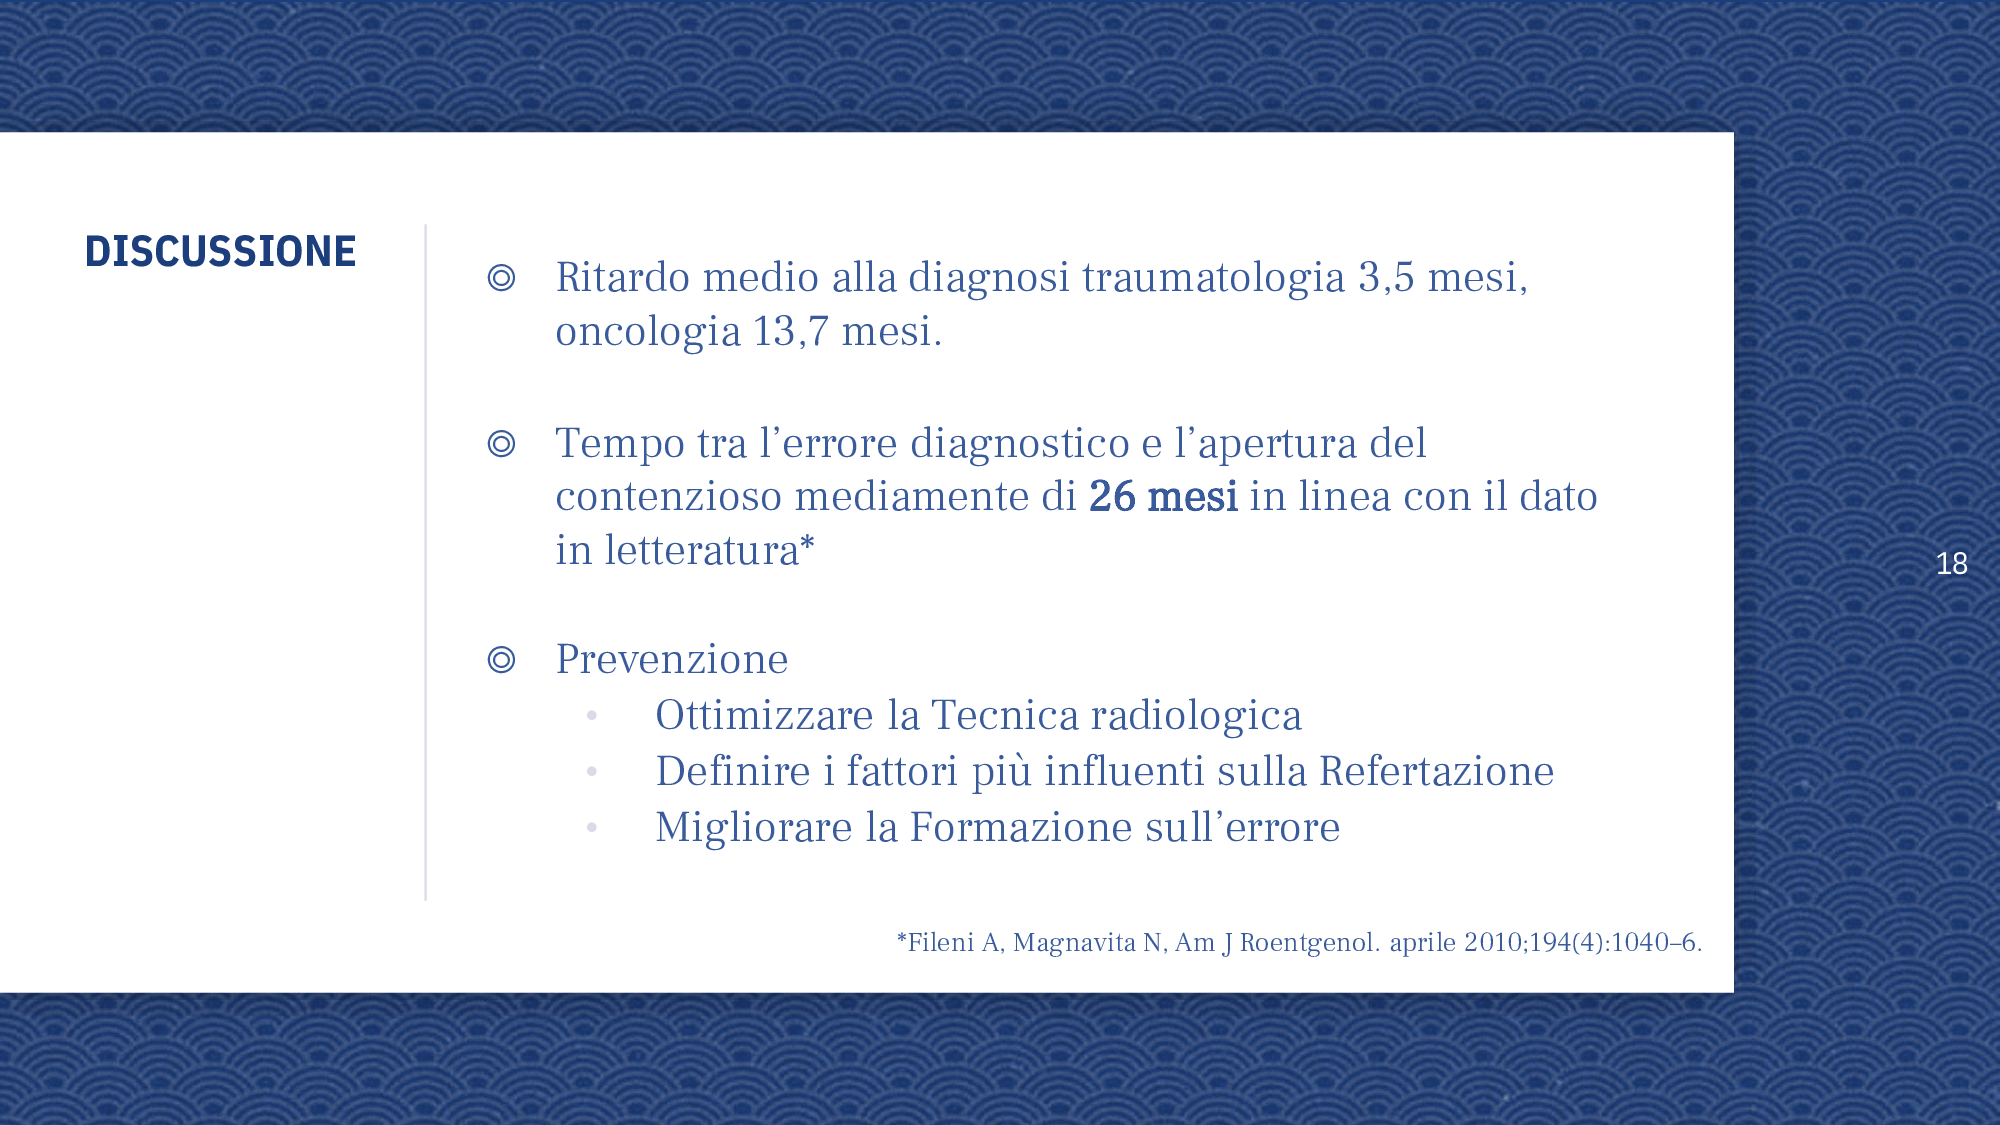 DISCUSSIONE
◎ Ritardo medio alla diagnosi traumatologia 3,5 mesi,
oncologia 13,7 mesi.
◎ Tempo tra l’errore diagnostico e l’apertura del
contenzioso mediamente di 26 mesi in linea con il dato
in letteratura*
◎ Prevenzione
• Ottimizzare la Tecnica radiologica
• Definire i fattori più influenti sulla Refertazione
• Migliorare la Formazione sull’errore
*Fileni A, Magnavita N, Am J Roentgenol. aprile 2010;194(4):1040–6.
18